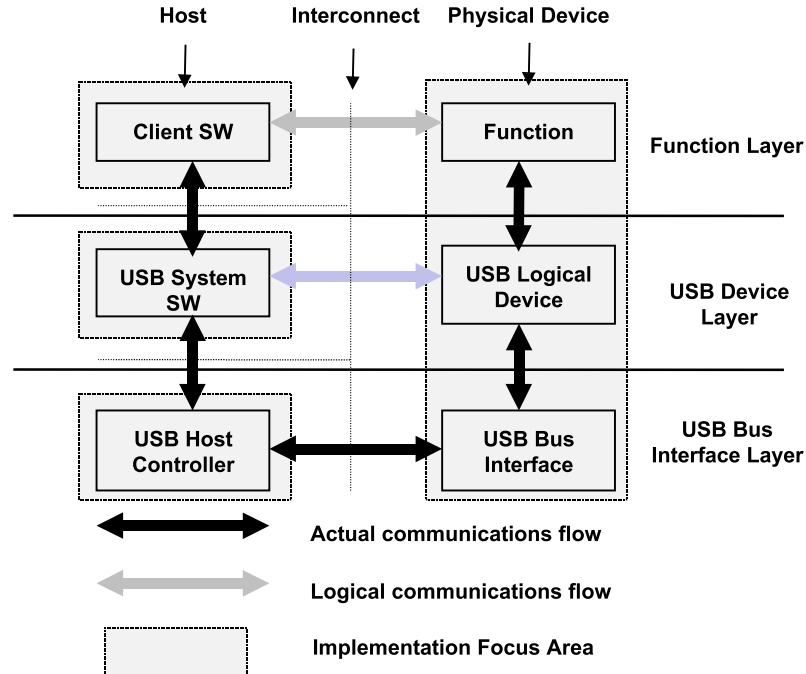 Host
Interconnect
Physical Device
Client SW
Function
Function Layer
USB System
SW
USB Logical
Device
USB Device
Layer
USB Host
Controller
USB Bus
Interface
USB Bus
Interface Layer
Actual communications flow
Logical communications flow
Implementation Focus Area